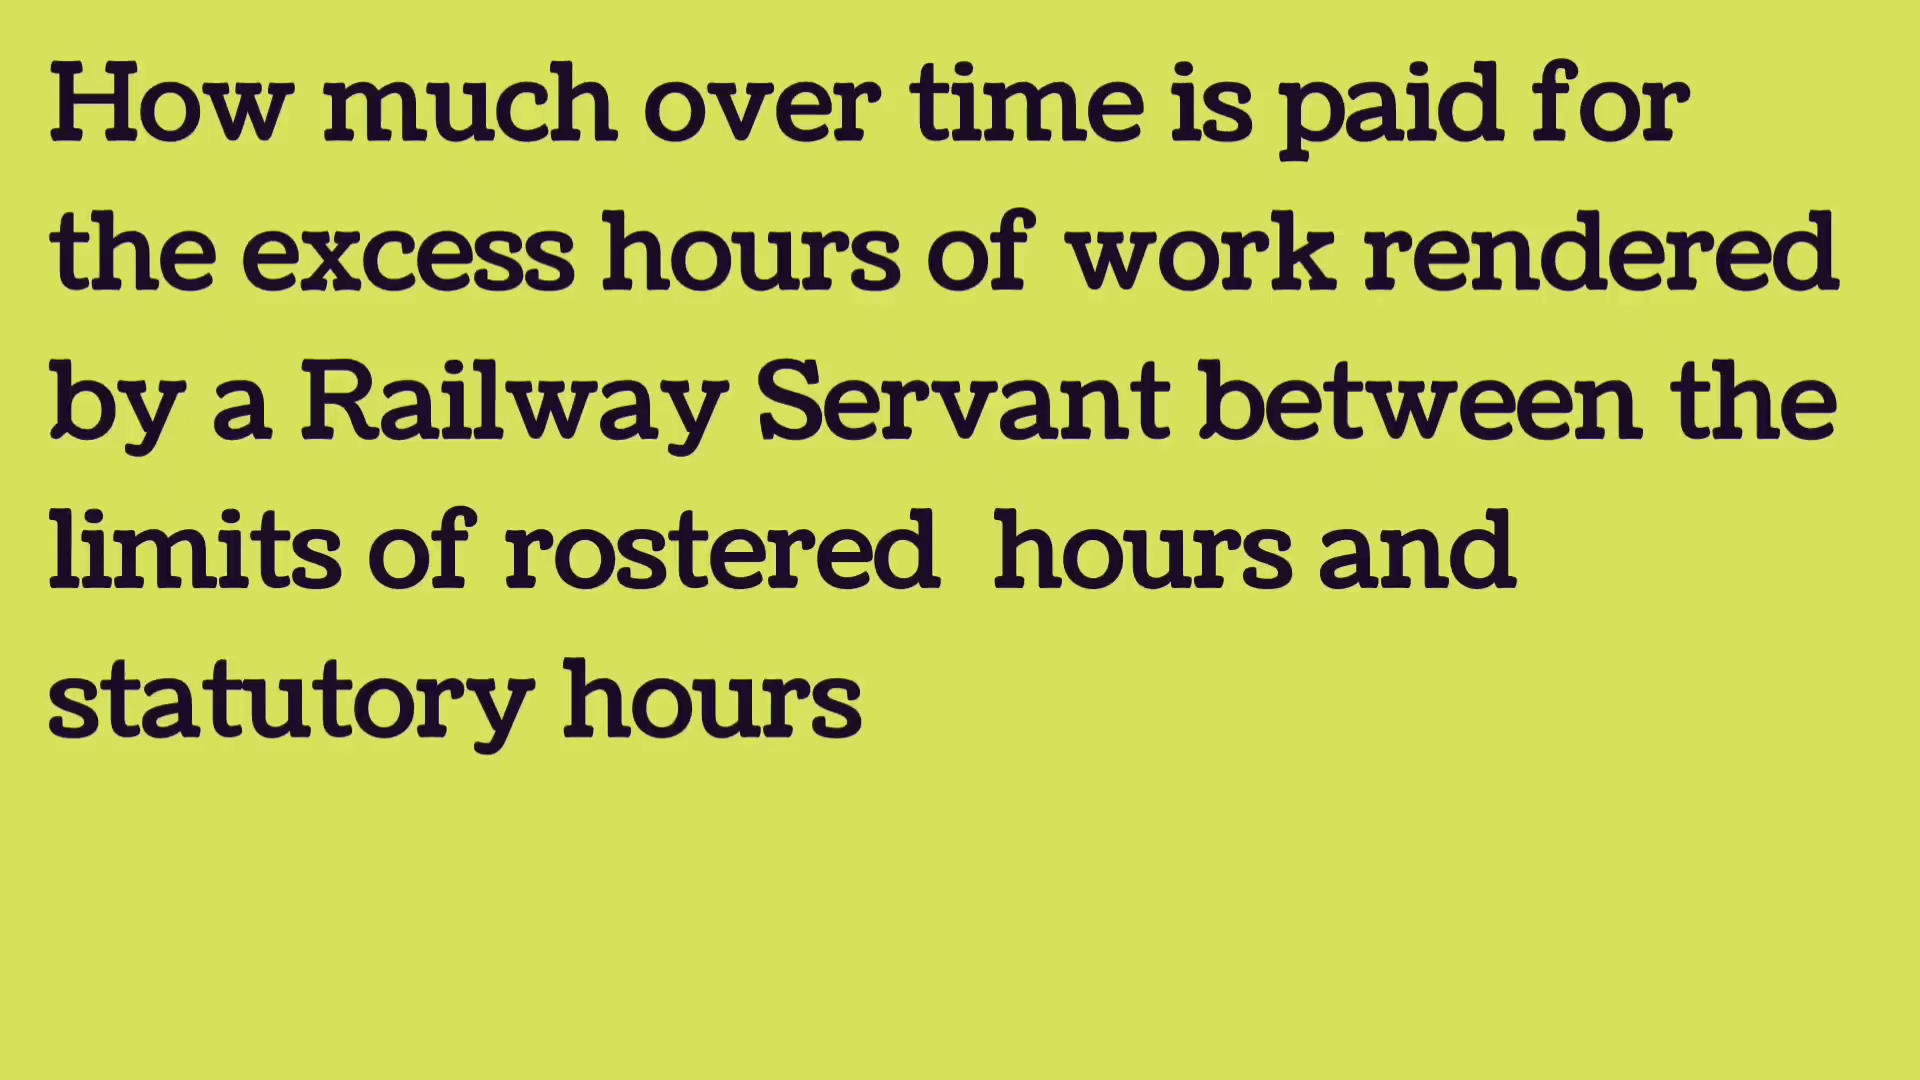 How much over time is paid for
the excess hours of work rendered
by a Railway Servant between the
limits of rostered  hours and
statutory hours